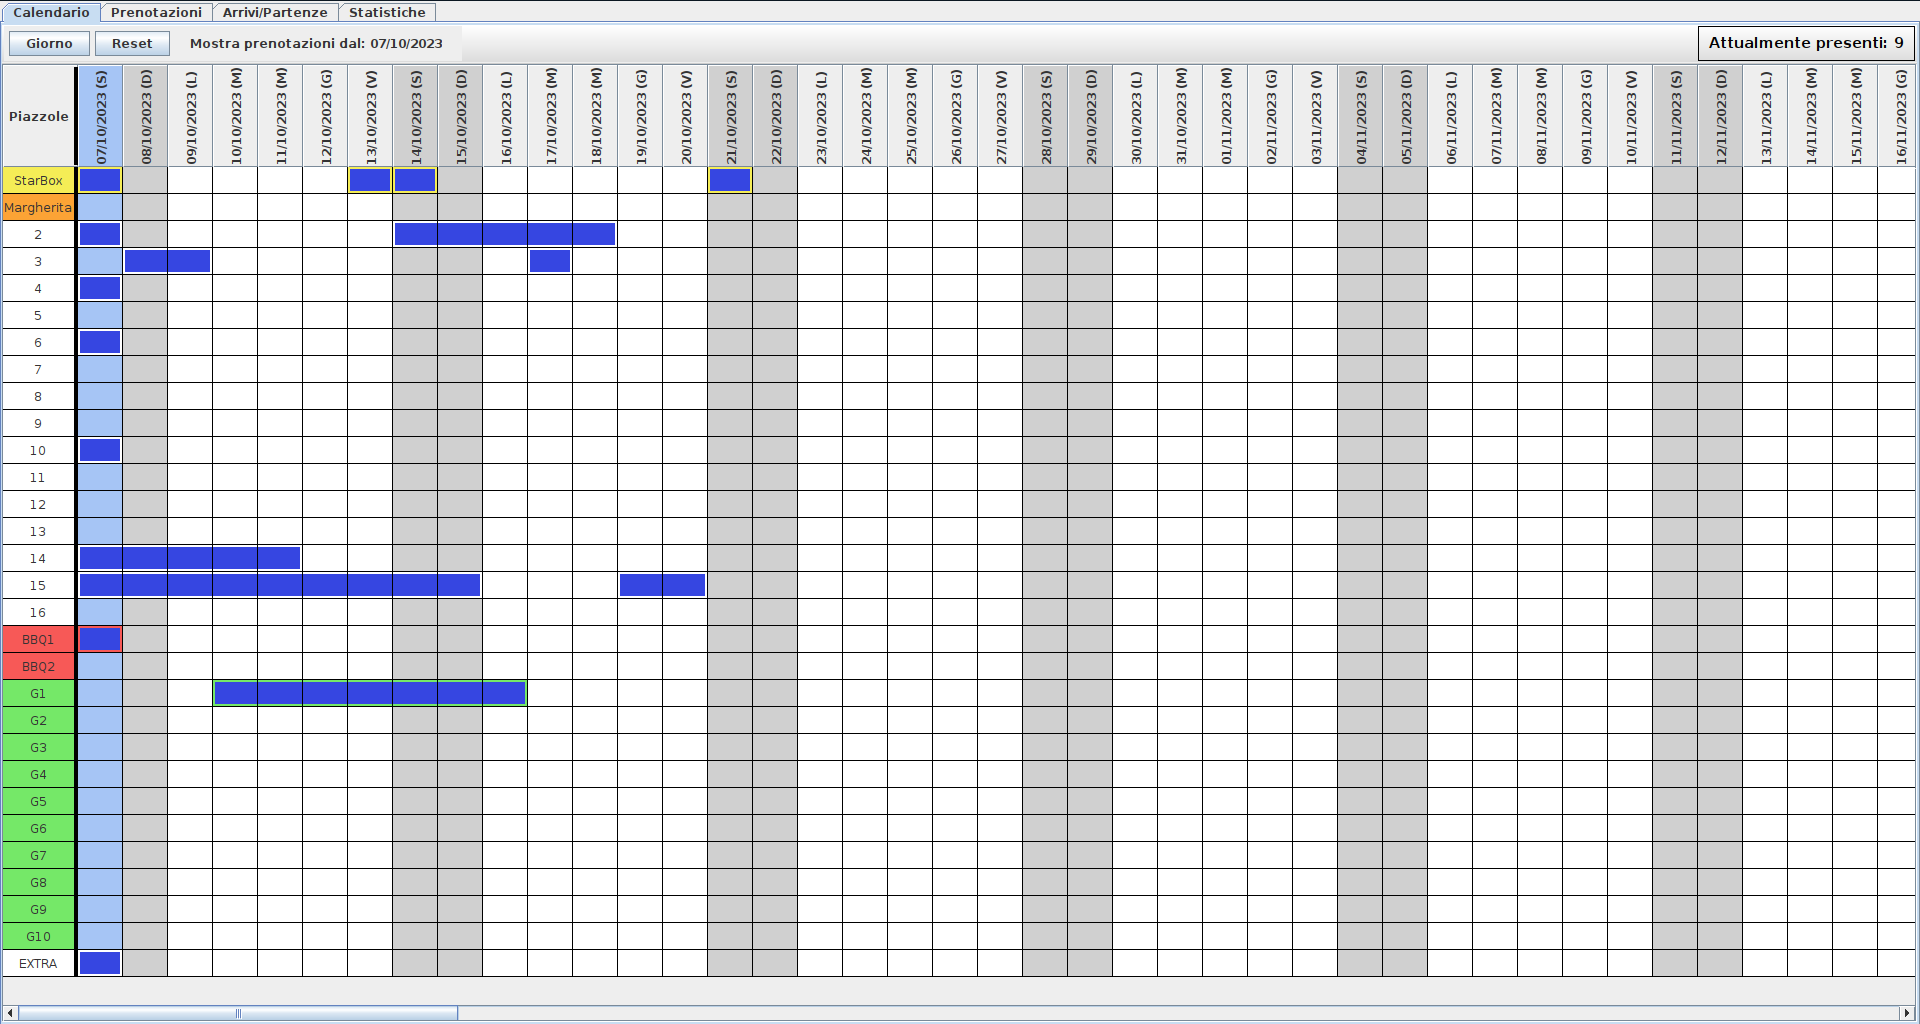 Calendario Prenotazioni Arrivi/Partenze Statistiche
Giorno Reset Mostra prenotazioni dal: 07/10/2023 Attualmente presenti: 9
Piazzole 07/10/2023 (S) 08/10/2023 (D) 09/10/2023 (L) 10/10/2023 (M) 11/10/2023 (M) 12/10/2023 (G) 13/10/2023 (V) 14/10/2023 (S) 15/10/2023 (D) 16/10/2023 (L) 17/10/2023 (M) 18/10/2023 (M) 19/10/2023 (G) 20/10/2023 (V) 21/10/2023 (S) 22/10/2023 (D) 23/10/2023 (L) 24/10/2023 (M) 25/10/2023 (M) 26/10/2023 (G) 27/10/2023 (V) 28/10/2023 (S) 29/10/2023 (D) 30/10/2023 (L) 31/10/2023 (M) 01/11/2023 (M) 02/11/2023 (G) 03/11/2023 (V) 04/11/2023 (S) 05/11/2023 (D) 06/11/2023 (L) 07/11/2023 (M) 08/11/2023 (M) 09/11/2023 (G) 10/11/2023 (V) 11/11/2023 (S) 12/11/2023 (D) 13/11/2023 (L) 14/11/2023 (M) 15/11/2023 (M) 16/11/2023 (G)
StarBox
Margherita
2
3
4
5
6
7
8
9
10
11
12
13
14
15
16
BBQ1
BBQ2
G1
G2
G3
G4
G5
G6
G7
G8
G9
G10
EXTRA